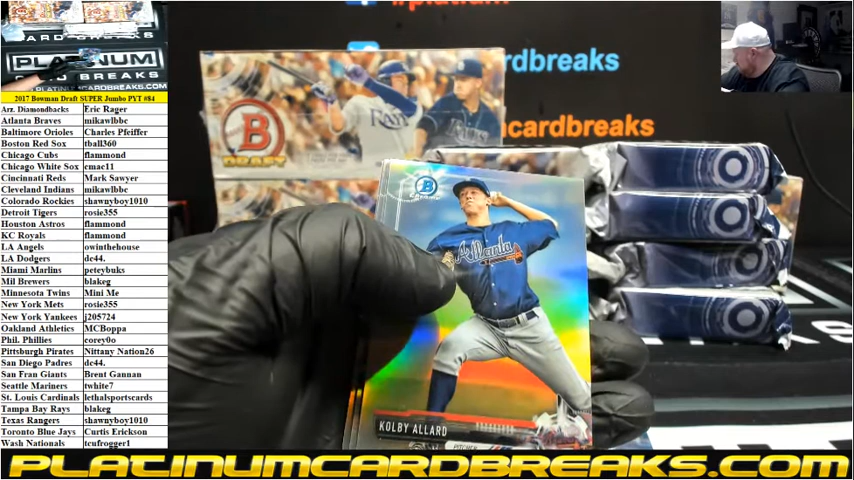 #platinum
cardbreaks
mcardbreaks
PLATINUM
CARD BREAKS
2017 Bowman Draft SUPER Jumbo PYT #84
Arz. Diamondbacks Eric Rager
Atlanta Braves mikawlbbc
Baltimore Orioles Charles Pfeiffer
Boston Red Sox tball360
Chicago Cubs flammond
Chicago White Sox cmac11
Cincinnati Reds Mark Sawyer
Cleveland Indians mikawlbbc
Colorado Rockies shawnyboy1010
Detroit Tigers rosie355
Houston Astros flammond
KC Royals flammond
LA Angels owinthehouse
LA Dodgers dc44.
Miami Marlins peteybuks
Mil Brewers blakeg
Minnesota Twins Mini Me
New York Mets rosie355
New York Yankees j205724
Oakland Athletics MCBoppa
Phil. Phillies corey0o
Pittsburgh Pirates Nittany Nation26
San Diego Padres dc44.
San Fran Giants Brent Gannan
Seattle Mariners twhite7
St. Louis Cardinals lethalsportscards
Tampa Bay Rays blakeg
Texas Rangers shawnyboy1010
Toronto Blue Jays Curtis Erickson
Wash Nationals tcufrogger1
B
DRAFT
RAYS
B
CHROME
Atlanta
KOLBY ALLARD
PROSPECTS
PITCHER
PLATINUMCARDBREAKS.COM